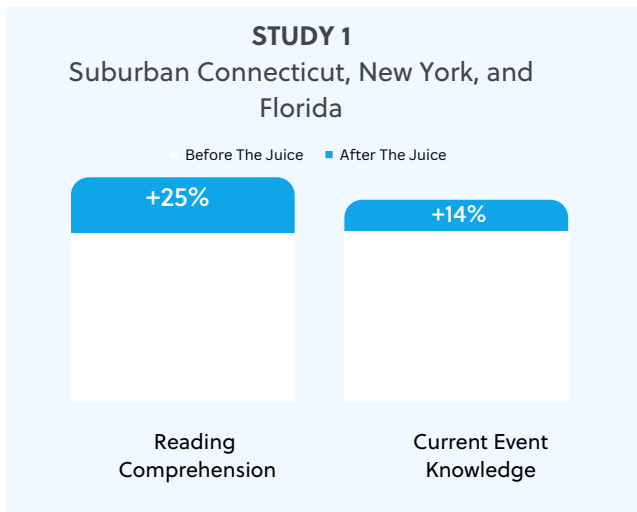 STUDY 1
Suburban Connecticut, New York, and
Florida
Before The Juice After The Juice
+25%
+14%
Reading
Comprehension
Current Event
Knowledge